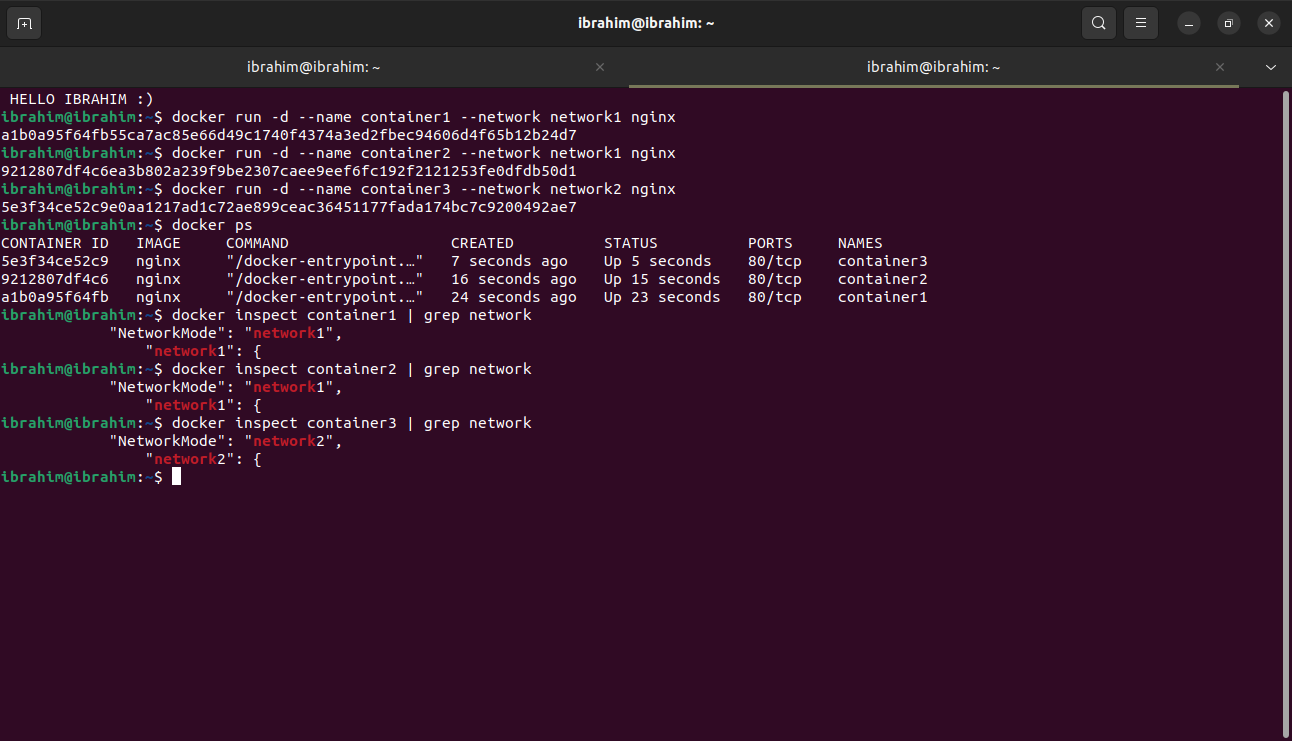 ibrahim@ibrahim: ~
ibrahim@ibrahim: ~
ibrahim@ibrahim: ~
HELLO IBRAHIM :)
ibrahim@ibrahim:~$ docker run -d --name container1 --network network1 nginx
a1b0a95f64fb55ca7ac85e66d49c1740f4374a3ed2fbec94606d4f65b12b24d7
ibrahim@ibrahim:~$ docker run -d --name container2 --network network1 nginx
9212807df4c6ea3b802a239f9be2307caee9eef6fc192f2121253fe0dfdb50d1
ibrahim@ibrahim:~$ docker run -d --name container3 --network network2 nginx
5e3f34ce52c9e0aa1217ad1c72ae899ceac36451177fada174bc7c9200492ae7
ibrahim@ibrahim:~$ docker ps
CONTAINER ID   IMAGE     COMMAND                  CREATED          STATUS          PORTS     NAMES
5e3f34ce52c9   nginx     "/docker-entrypoint.…"   7 seconds ago    Up 5 seconds    80/tcp    container3
9212807df4c6   nginx     "/docker-entrypoint.…"   16 seconds ago   Up 15 seconds   80/tcp    container2
a1b0a95f64fb   nginx     "/docker-entrypoint.…"   24 seconds ago   Up 23 seconds   80/tcp    container1
ibrahim@ibrahim:~$ docker inspect container1 | grep network
            "NetworkMode": "network1",
                "network1": {
ibrahim@ibrahim:~$ docker inspect container2 | grep network
            "NetworkMode": "network1",
                "network1": {
ibrahim@ibrahim:~$ docker inspect container3 | grep network
            "NetworkMode": "network2",
                "network2": {
ibrahim@ibrahim:~$